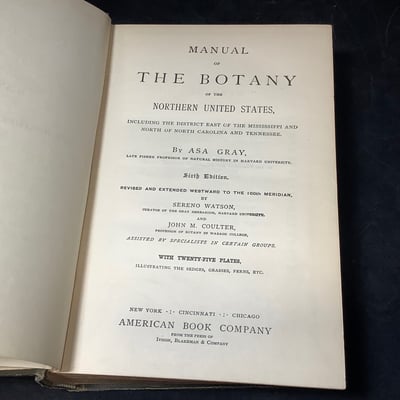 MANUAL
OF
THE BOTANY
OF THE
NORTHERN UNITED STATES,
INCLUDING THE DISTRICT EAST OF THE MISSISSIPPI AND
NORTH OF NORTH CAROLINA AND TENNESSEE.
By ASA GRAY,
LATE FISHER PROFESSOR OF NATURAL HISTORY IN HARVARD UNIVERSITY.
Sixth Edition,
REVISED AND EXTENDED WESTWARD TO THE 100th MERIDIAN,
BY
SERENO WATSON,
CURATOR OF THE GRAY HERBARIUM, HARVARD UNIVERSITY,
AND
JOHN M. COULTER,
PROFESSOR OF BOTANY IN WABASH COLLEGE,
ASSISTED BY SPECIALISTS IN CERTAIN GROUPS.
WITH TWENTY-FIVE PLATES,
ILLUSTRATING THE SEDGES, GRASSES, FERNS, ETC.
NEW YORK ·:· CINCINNATI ·:· CHICAGO
AMERICAN BOOK COMPANY
FROM THE PRESS OF
IVISON, BLAKEMAN & COMPANY